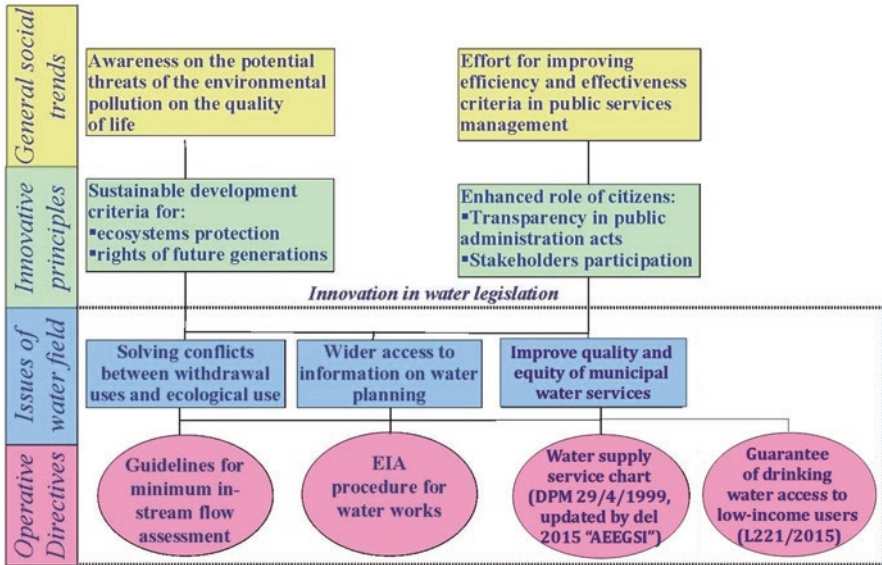 General social
trends
Awareness on the potential
threats of the environmental
pollution on the quality
of life
Effort for improving
efficiency and effectiveness
criteria in public services
management
Innovative
principles
Sustainable development
criteria for:
▪ecosystems protection
▪rights of future generations
Enhanced role of citizens:
▪Transparency in public
administration acts
▪Stakeholders participation
Innovation in water legislation
Issues of
water field
Solving conflicts
between withdrawal
uses and ecological use
Wider access to
information on water
planning
Improve quality and
equity of municipal
water services
Operative
Directives
Guidelines for
minimum in-
stream flow
assessment
EIA
procedure for
water works
Water supply
service chart
(DPM 29/4/1999,
updated by del
2015 “AEEGSI”)
Guarantee
of drinking
water access to
low-income users
(L221/2015)